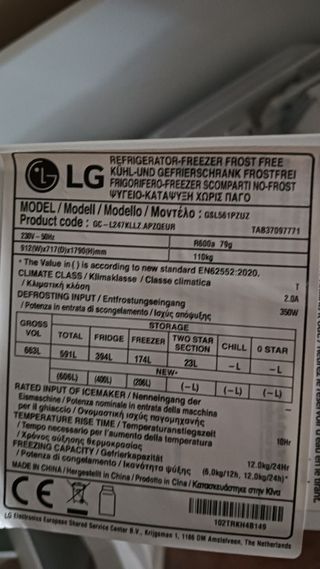 LG
REFRIGERATOR-FREEZER FROST FREE
KÜHL-UND GEFRIERSCHRANK FROSTFREI
FRIGORIFERO-FREEZER SCOMPARTI NO-FROST
ΨΥΓΕΙΟ-ΚΑΤΑΨΥΞΗ ΧΩΡΙΣ ΠΑΓΟ
MODEL / Modell / Modello / Μοντέλο : GSL561PZUZ
Product code : GC-L247KLLZ.APZQEUR TAB37097771
230V~ 50Hz R600a 79g
912(W)x717(D)x1790(H)mm 110kg
* The Value in ( ) is according to new standard EN62552:2020.
CLIMATE CLASS / Klimaklasse / Classe climatica T
/ Κλιματική κλάση 2.0A
DEFROSTING INPUT / Entfrostungseingang 350W
/ Potenza in entrata di scongelamento / Ισχύς απόψυξης
GROSS VOL STORAGE
TOTAL FRIDGE FREEZER TWO STAR SECTION CHILL 0 STAR
663L 591L 394L 174L 23L -L -L
NEW*
(606L) (400L) (206L) (-L) (-L) (-L)
RATED INPUT OF ICEMAKER / Nenneingang der
Eismaschine / Potenza nominale in entrata della macchina
per il ghiaccio / Ονομαστική ισχύς παγομηχανής –
TEMPERATURE RISE TIME / Temperaturanstiegszeit
/ Tempo necessario per l'aumento della temperatura 10Hr
/ Χρόνος αύξησης θερμοκρασίας
FREEZING CAPACITY / Gefrierkapazität 12.0kg/24Hr
/ Potenza di congelamento / Ικανότητα ψύξης (6.0kg/12h, 12.0kg/24h)*
MADE IN CHINA / Hergestellt in China / Prodotto in Cina / Κατασκευάστηκε στην Κίνα
CE
102TRKH4B149
LG Electronics European Shared Service Center B.V., Krijgsman 1, 1186 DM Amstelveen, The Netherlands